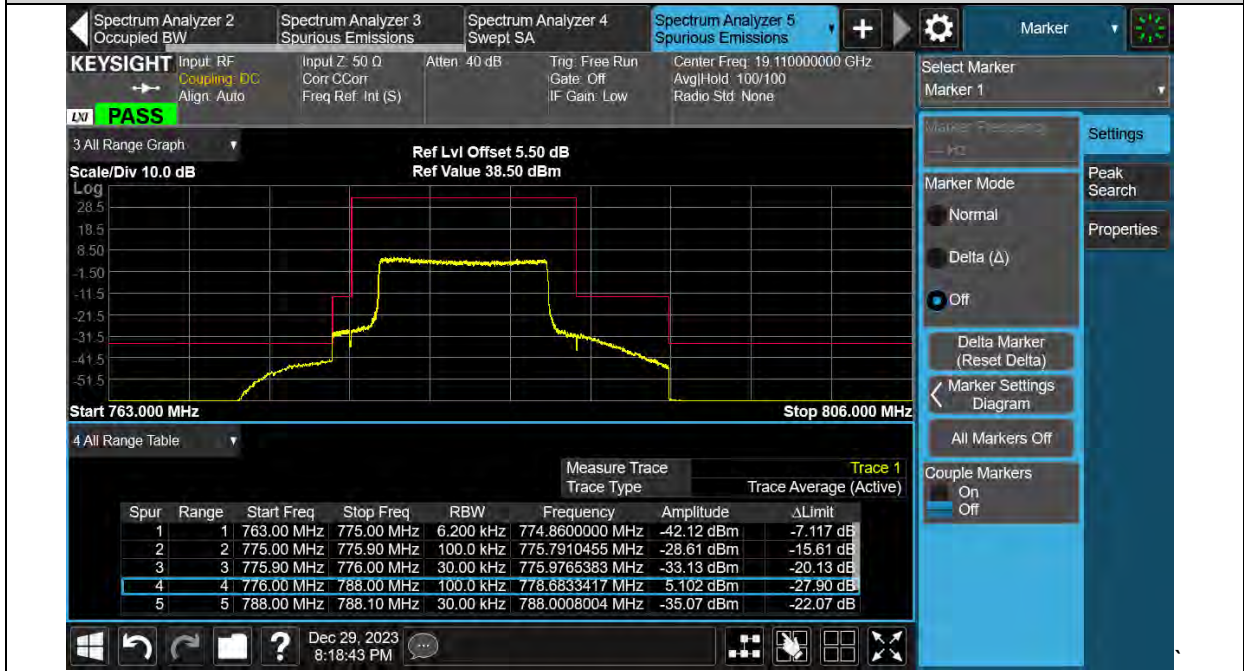 Spectrum Analyzer 2
Occupied BW
Spectrum Analyzer 3
Spurious Emissions
Spectrum Analyzer 4
Swept SA
Spectrum Analyzer 5
Spurious Emissions
+
Marker
KEYSIGHT
Input: RF
Coupling: DC
Align: Auto
Input Z: 50 Ω
Corr CCorr
Freq Ref: Int (S)
Atten: 40 dB
Trig: Free Run
Gate: Off
IF Gain: Low
Center Freq: 19.110000000 GHz
Avg|Hold: 100/100
Radio Std: None
LXI PASS
Select Marker
Marker 1
Marker Frequency
--- Hz
Settings
Peak Search
Properties
Marker Mode
Normal
Delta (Δ)
Off
Delta Marker
(Reset Delta)
Marker Settings
Diagram
All Markers Off
Couple Markers
On
Off
3 All Range Graph
Scale/Div 10.0 dB
Ref Lvl Offset 5.50 dB
Ref Value 38.50 dBm
Log
28.5
18.5
8.50
-1.50
-11.5
-21.5
-31.5
-41.5
-51.5
Start 763.000 MHz
Stop 806.000 MHz
4 All Range Table
Measure Trace Trace 1
Trace Type Trace Average (Active)
Spur Range Start Freq Stop Freq RBW Frequency Amplitude ΔLimit
1 1 763.00 MHz 775.00 MHz 6.200 kHz 774.8600000 MHz -42.12 dBm -7.117 dB
2 2 775.00 MHz 775.90 MHz 100.0 kHz 775.7910455 MHz -28.61 dBm -15.61 dB
3 3 775.90 MHz 776.00 MHz 30.00 kHz 775.9765383 MHz -33.13 dBm -20.13 dB
4 4 776.00 MHz 788.00 MHz 100.0 kHz 778.6833417 MHz 5.102 dBm -27.90 dB
5 5 788.00 MHz 788.10 MHz 30.00 kHz 788.0008004 MHz -35.07 dBm -22.07 dB
?
Dec 29, 2023
8:18:43 PM
`